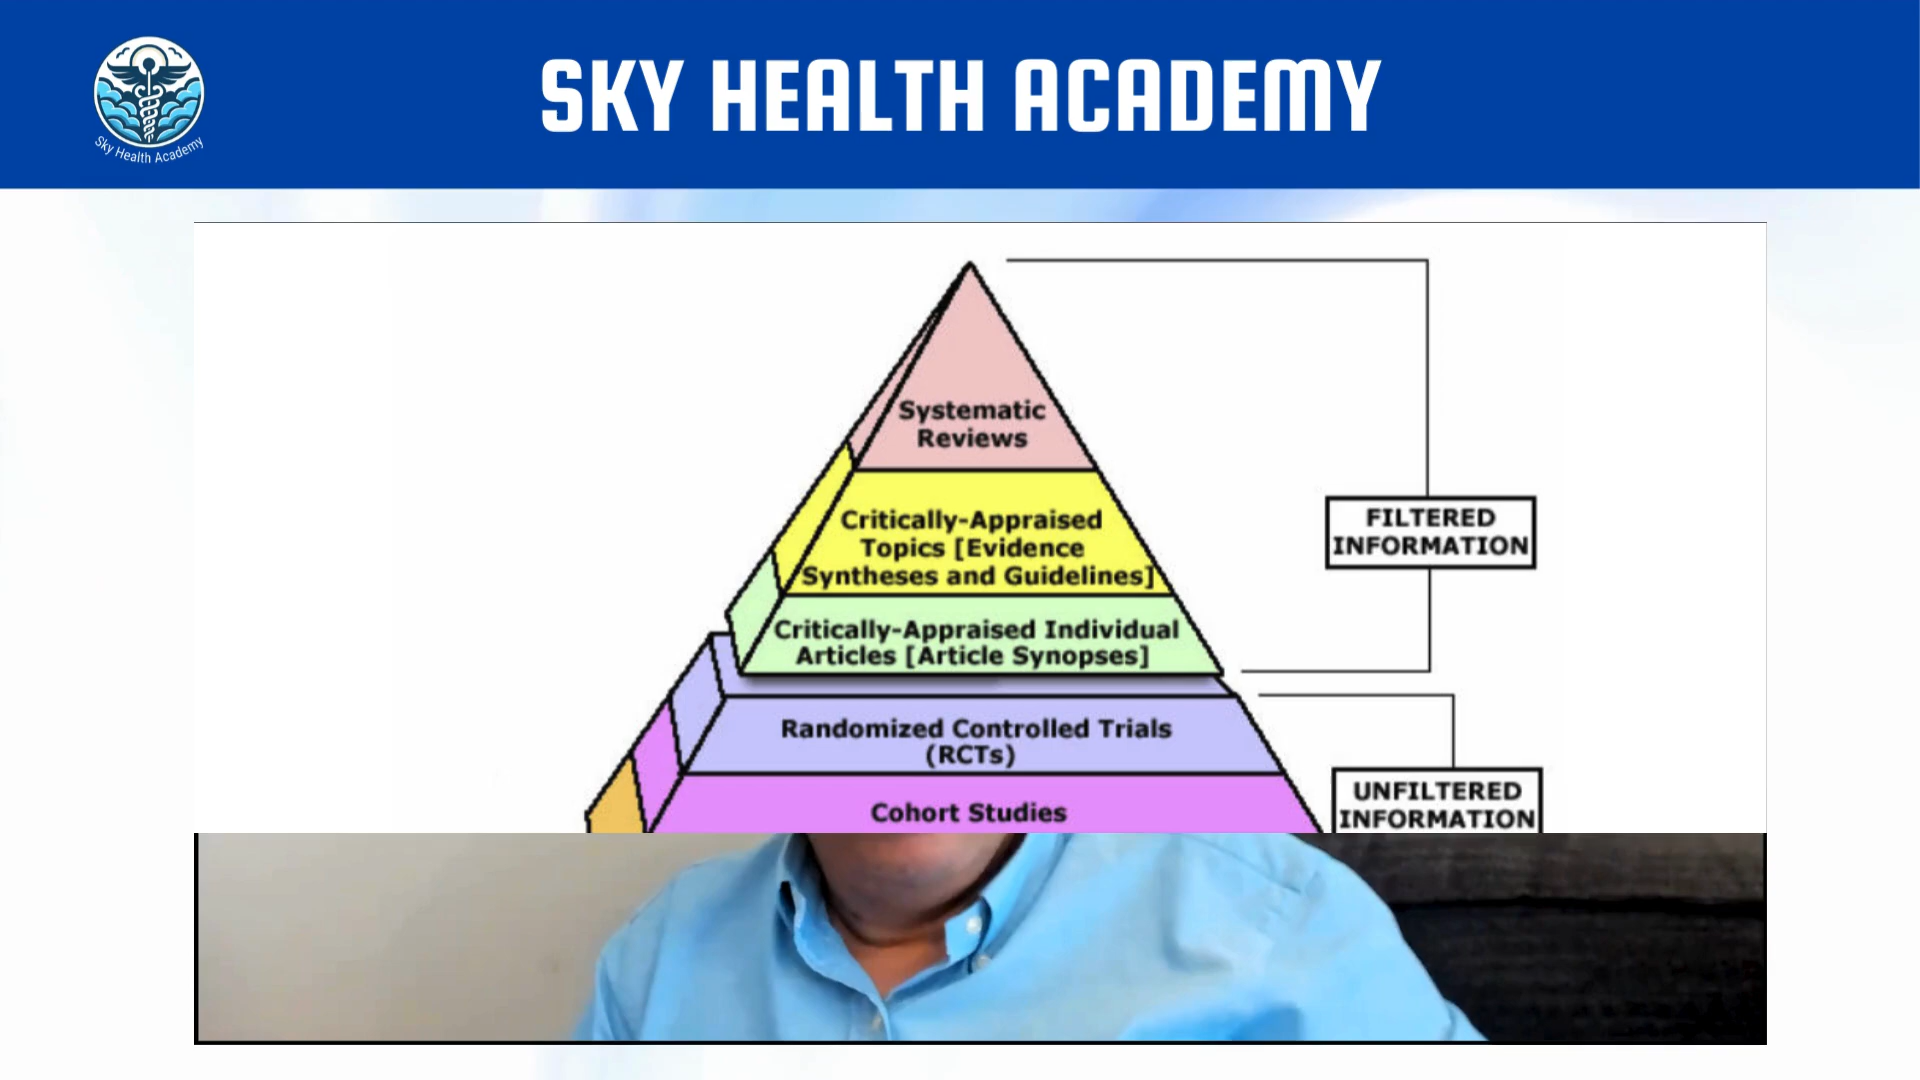 SKY HEALTH ACADEMY
Sky Health Academy
Systematic
Reviews
Critically-Appraised
Topics [Evidence
Syntheses and Guidelines]
Critically-Appraised Individual
Articles [Article Synopses]
FILTERED
INFORMATION
Randomized Controlled Trials
(RCTs)
Cohort Studies
UNFILTERED
INFORMATION